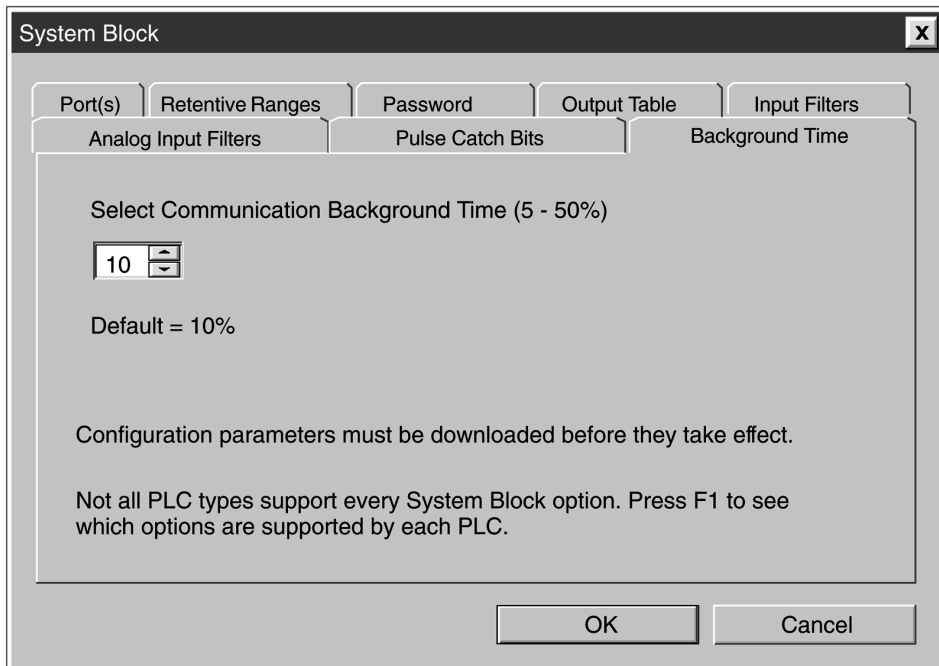 System Block
X
Port(s) Retentive Ranges Password Output Table Input Filters
Analog Input Filters Pulse Catch Bits Background Time
Select Communication Background Time (5 - 50%)
10
Default = 10%
Configuration parameters must be downloaded before they take effect.
Not all PLC types support every System Block option. Press F1 to see
which options are supported by each PLC.
OK Cancel